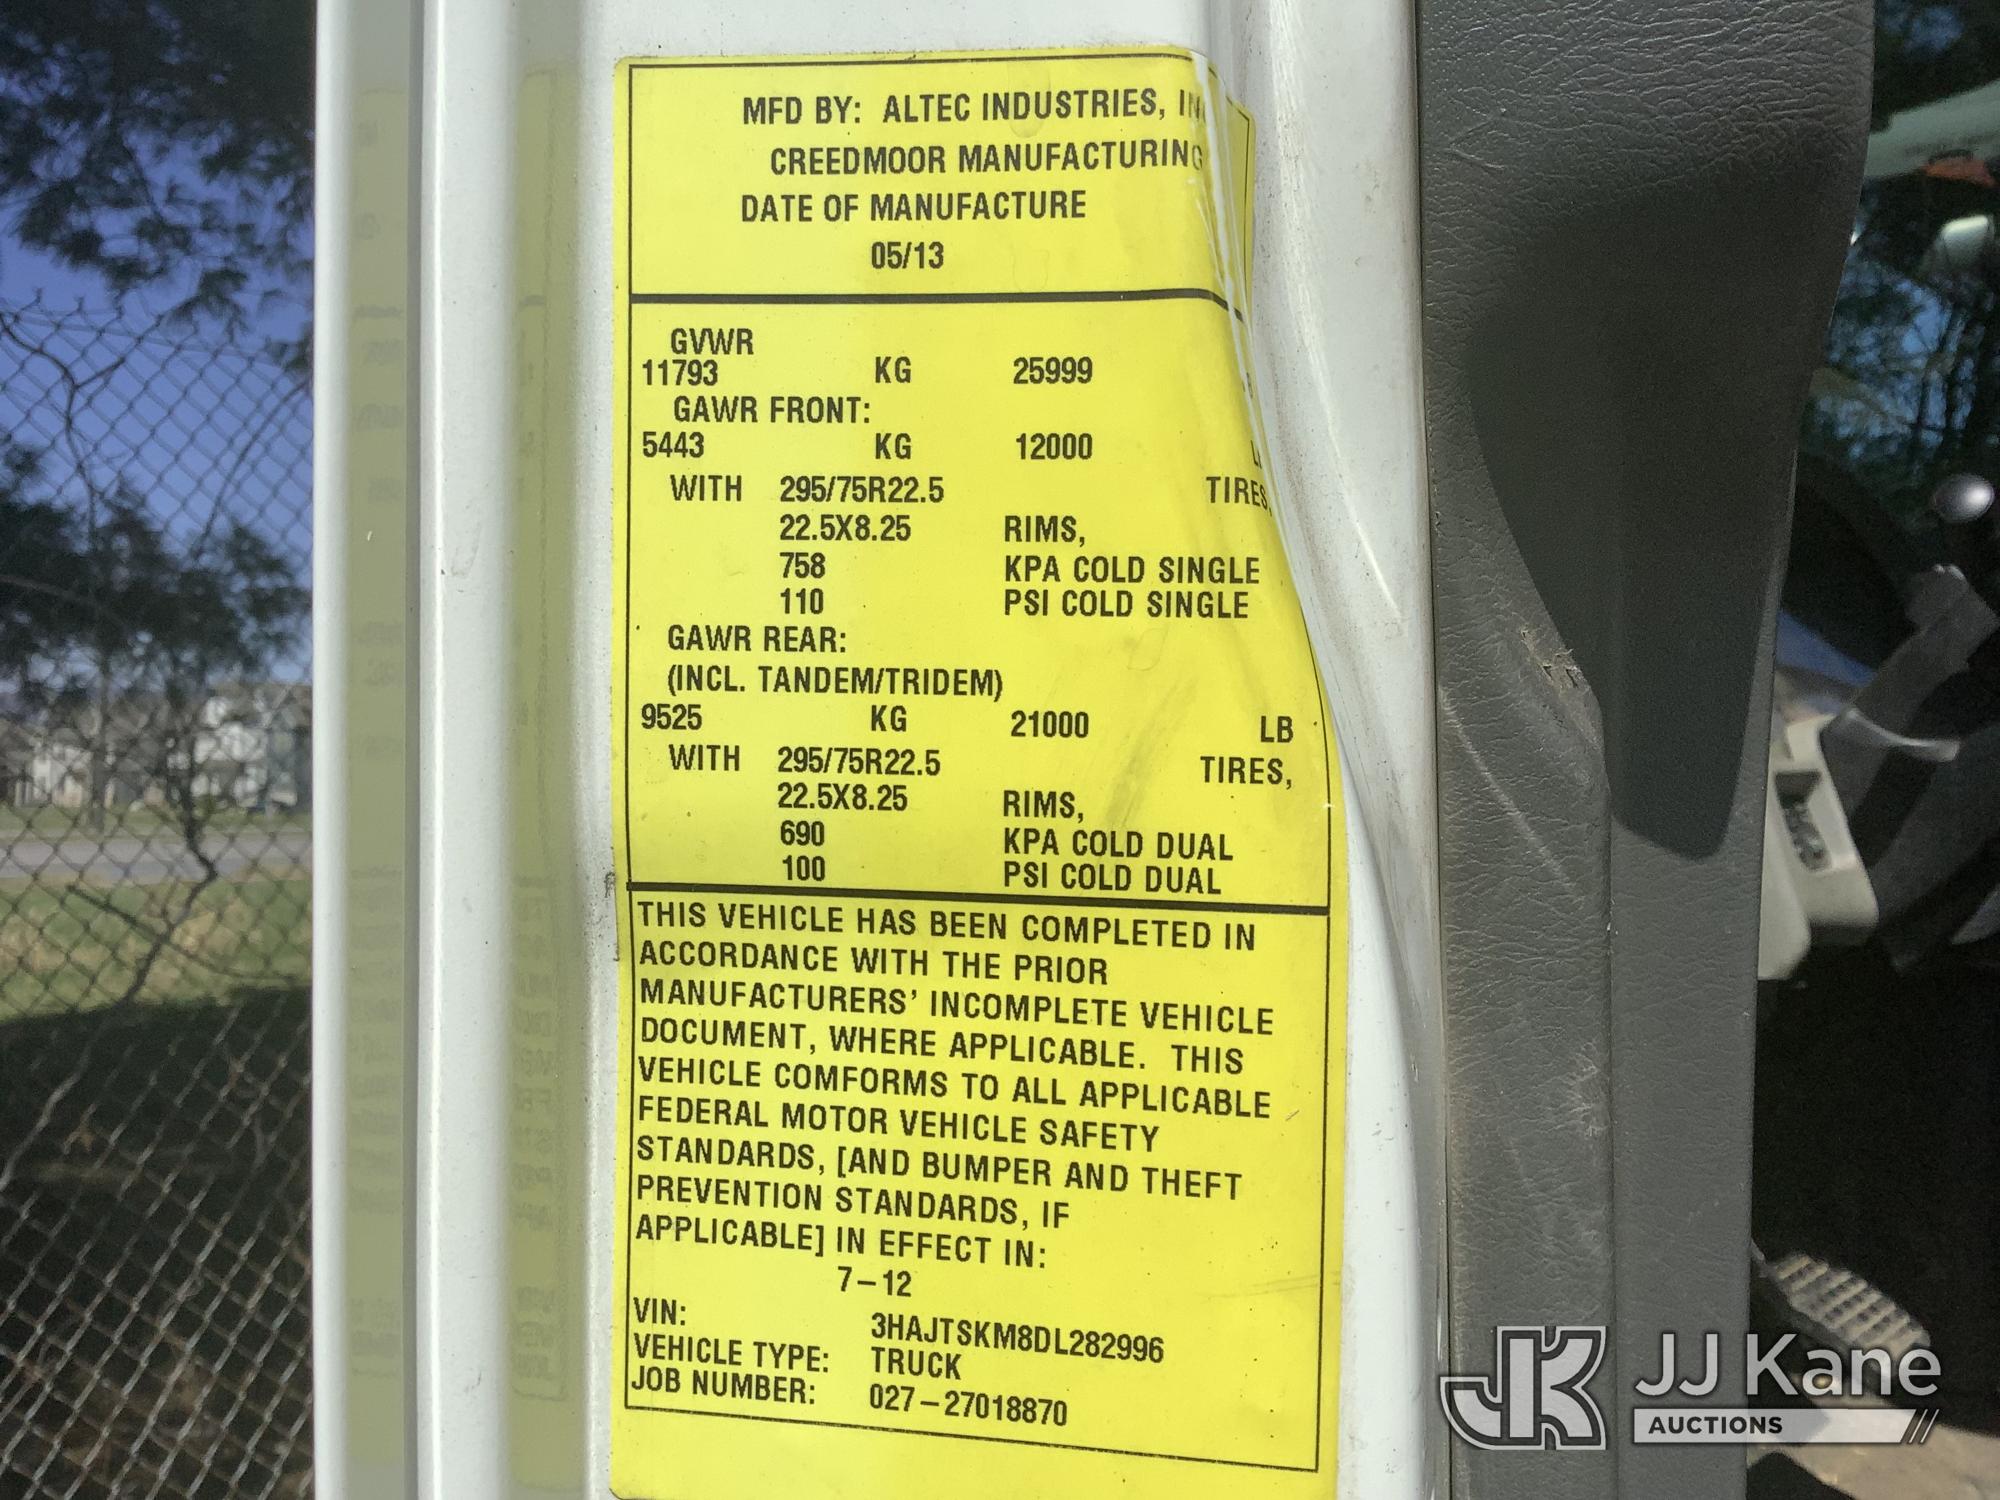 MFD BY: ALTEC INDUSTRIES,
CREEDMOOR MANUFACTURING
DATE OF MANUFACTURE
05/13
GVWR
11793 KG 25999
GAWR FRONT:
5443 KG 12000
WITH 295/75R22.5 TIRES,
22.5X8.25 RIMS,
758 KPA COLD SINGLE
110 PSI COLD SINGLE
GAWR REAR:
(INCL. TANDEM/TRIDEM)
9525 KG 21000 LB
WITH 295/75R22.5 TIRES,
22.5X8.25 RIMS,
690 KPA COLD DUAL
100 PSI COLD DUAL
THIS VEHICLE HAS BEEN COMPLETED IN
ACCORDANCE WITH THE PRIOR
MANUFACTURERS' INCOMPLETE VEHICLE
DOCUMENT, WHERE APPLICABLE. THIS
VEHICLE COMFORMS TO ALL APPLICABLE
FEDERAL MOTOR VEHICLE SAFETY
STANDARDS, [AND BUMPER AND THEFT
PREVENTION STANDARDS, IF
APPLICABLE] IN EFFECT IN:
7-12
VIN: 3HAJTSKM8DL282996
VEHICLE TYPE: TRUCK
JOB NUMBER: 027-27018870
JK JJ Kane
AUCTIONS